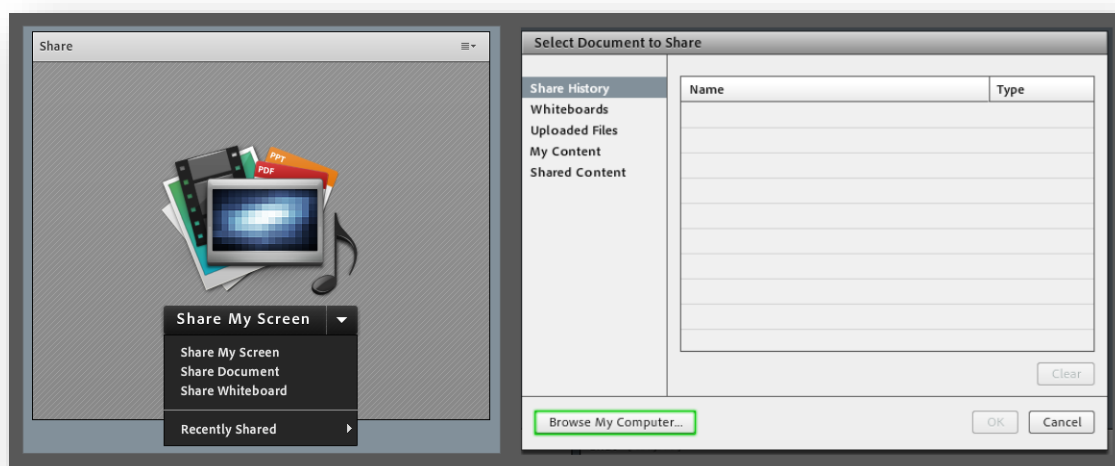 Share
PPT
PDF
Share My Screen
Share My Screen
Share Document
Share Whiteboard
Recently Shared
Select Document to Share
Share History
Whiteboards
Uploaded Files
My Content
Shared Content
Name Type
Clear
Browse My Computer...
OK Cancel